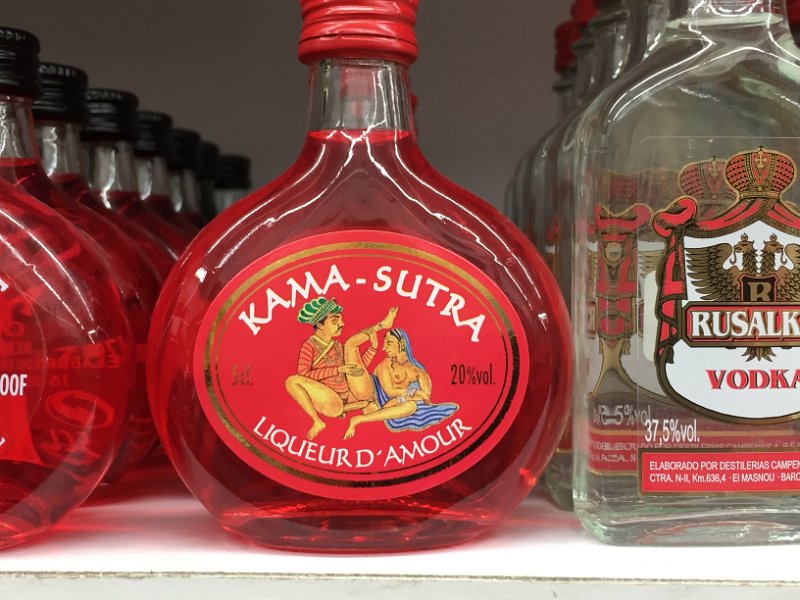 OOF
KAMA-SUTRA
5cl.
20%vol.
LIQUEUR D'AMOUR
R
RUSALK
VODKA
37,5%vol.
ELABORADO POR DESTILERIAS CAMPEN
CTRA. N-II, Km.636,4 · El MASNOU · BARC